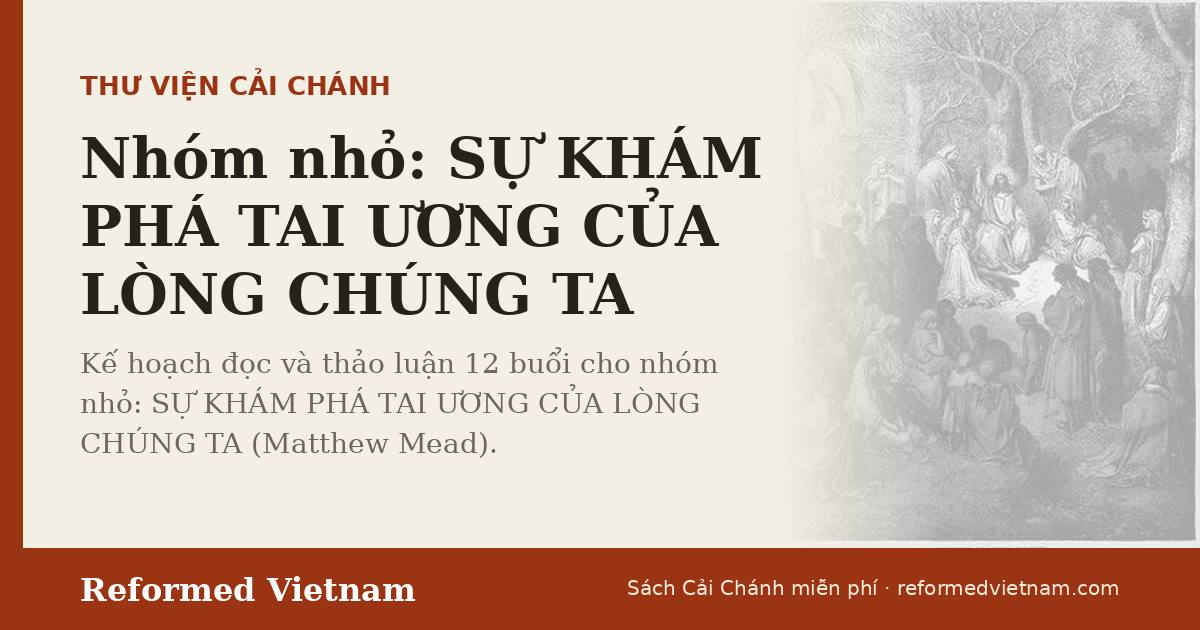 THƯ VIỆN CẢI CHÁNH
Nhóm nhỏ: SỰ KHÁM
PHÁ TAI ƯƠNG CỦA
LÒNG CHÚNG TA
Kế hoạch đọc và thảo luận 12 buổi cho nhóm
nhỏ: SỰ KHÁM PHÁ TAI ƯƠNG CỦA LÒNG
CHÚNG TA (Matthew Mead).
Reformed Vietnam
Sách Cải Chánh miễn phí · reformedvietnam.com